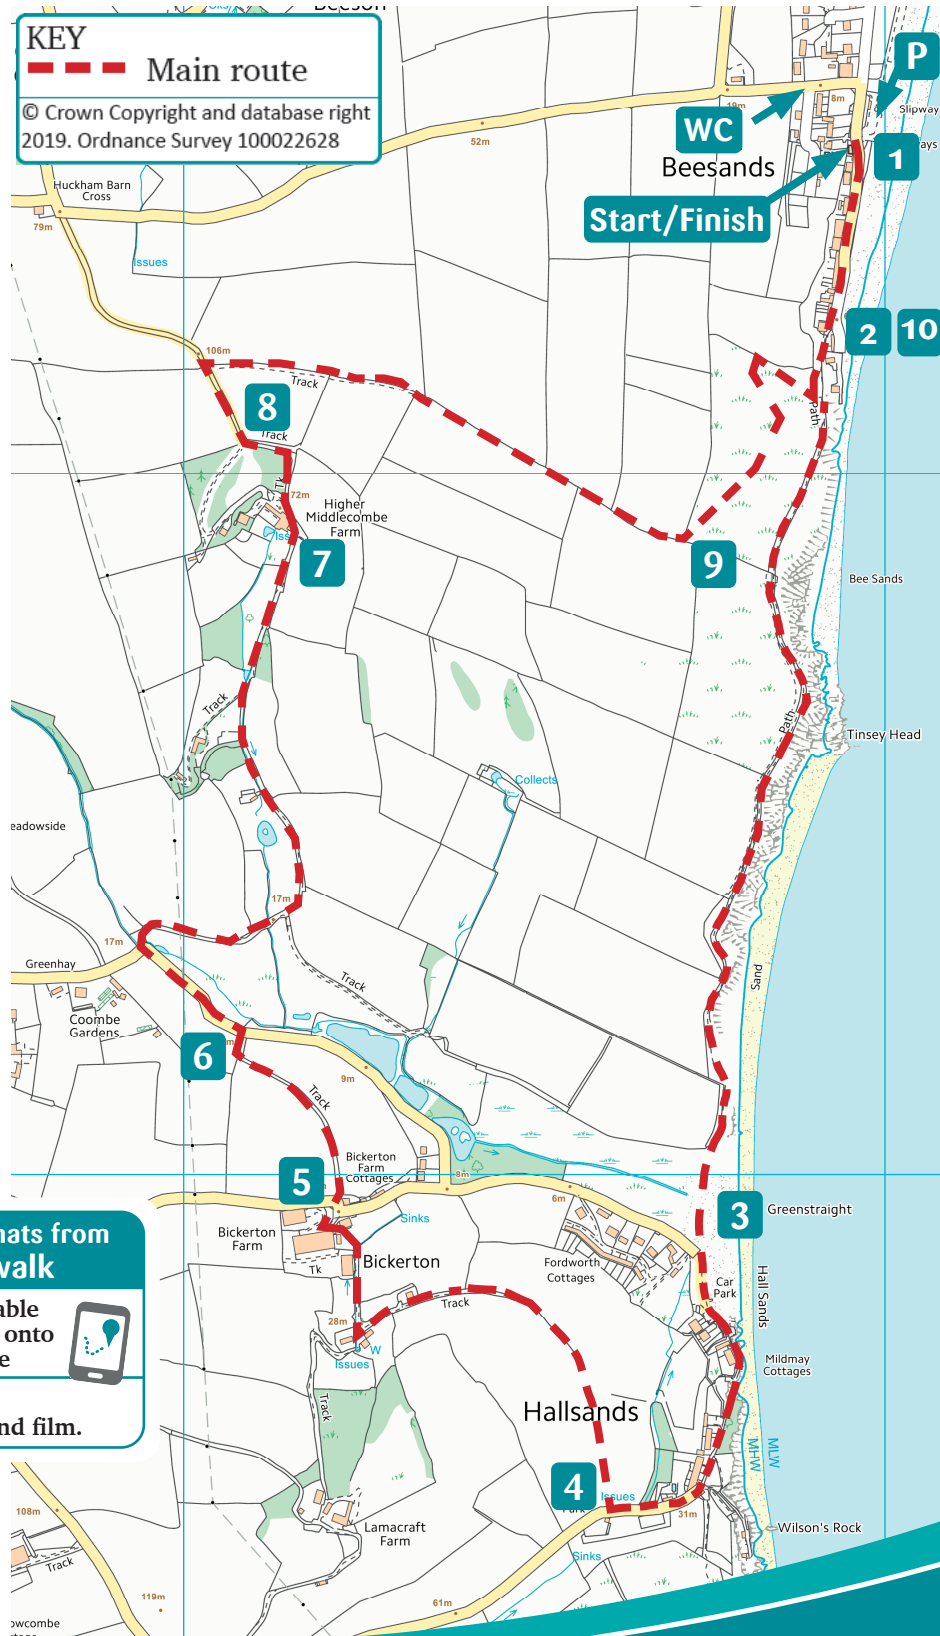 Beeson
KEY
Main route
© Crown Copyright and database right
2019. Ordnance Survey 100022628
P
19m
8m
Slipway
WC
52m
Beesands
1
Huckham Barn
Cross
Start/Finish
79m
Issues
2
10
106m
Track
8
Path
Track
Tk
72m
Higher
Middlecombe
Farm
Iss
7
9
Bee Sands
Track
Path
Tinsey Head
Collects
eadowside
17m
17m
Greenhay
Sand
Track
Coombe
Gardens
6
m
9m
Track
Bickerton
Farm
Cottages
8m
5
6m
3
Greenstraight
Sinks
Bickerton
Farm
Bickerton
Tk
Fordworth
Cottages
Car
Park
Hall Sands
nats from
walk
able
onto
e
nd film.
Track
28m
W
Issues
Mildmay
Cottages
Track
Hallsands
MHW
MLW
4
Issues
31m
108m
Lamacraft
Farm
Wilson's Rock
Sinks
Track
119m
61m
owcombe